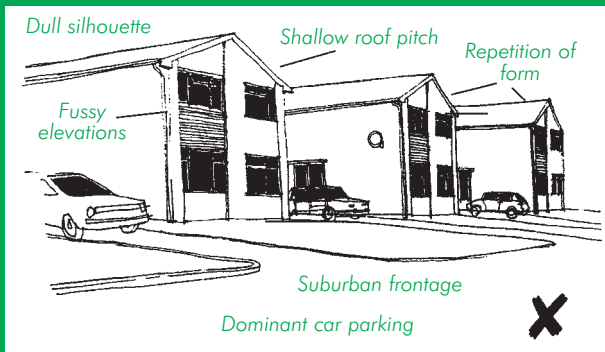 Dull silhouette
Shallow roof pitch
Repetition of
form
Fussy
elevations
Suburban frontage
Dominant car parking